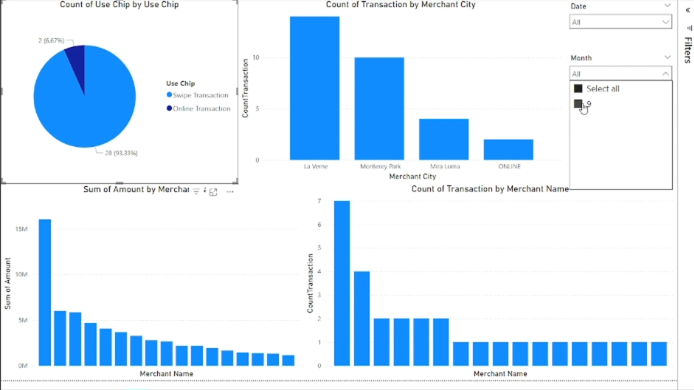 Count of Use Chip by Use Chip
2 (6.67%)
28 (93.33%)
Use Chip
Swipe Transaction
Online Transaction
Count of Transaction by Merchant City
CountTransaction
10
5
0
La Verne
Monterey Park
Mira Loma
ONLINE
Merchant City
Date
All
Month
All
Select all
9
Filters
Sum of Amount by Merchant
Sum of Amount
15M
10M
5M
0M
Merchant Name
Count of Transaction by Merchant Name
CountTransaction
7
6
5
4
3
2
1
0
Merchant Name